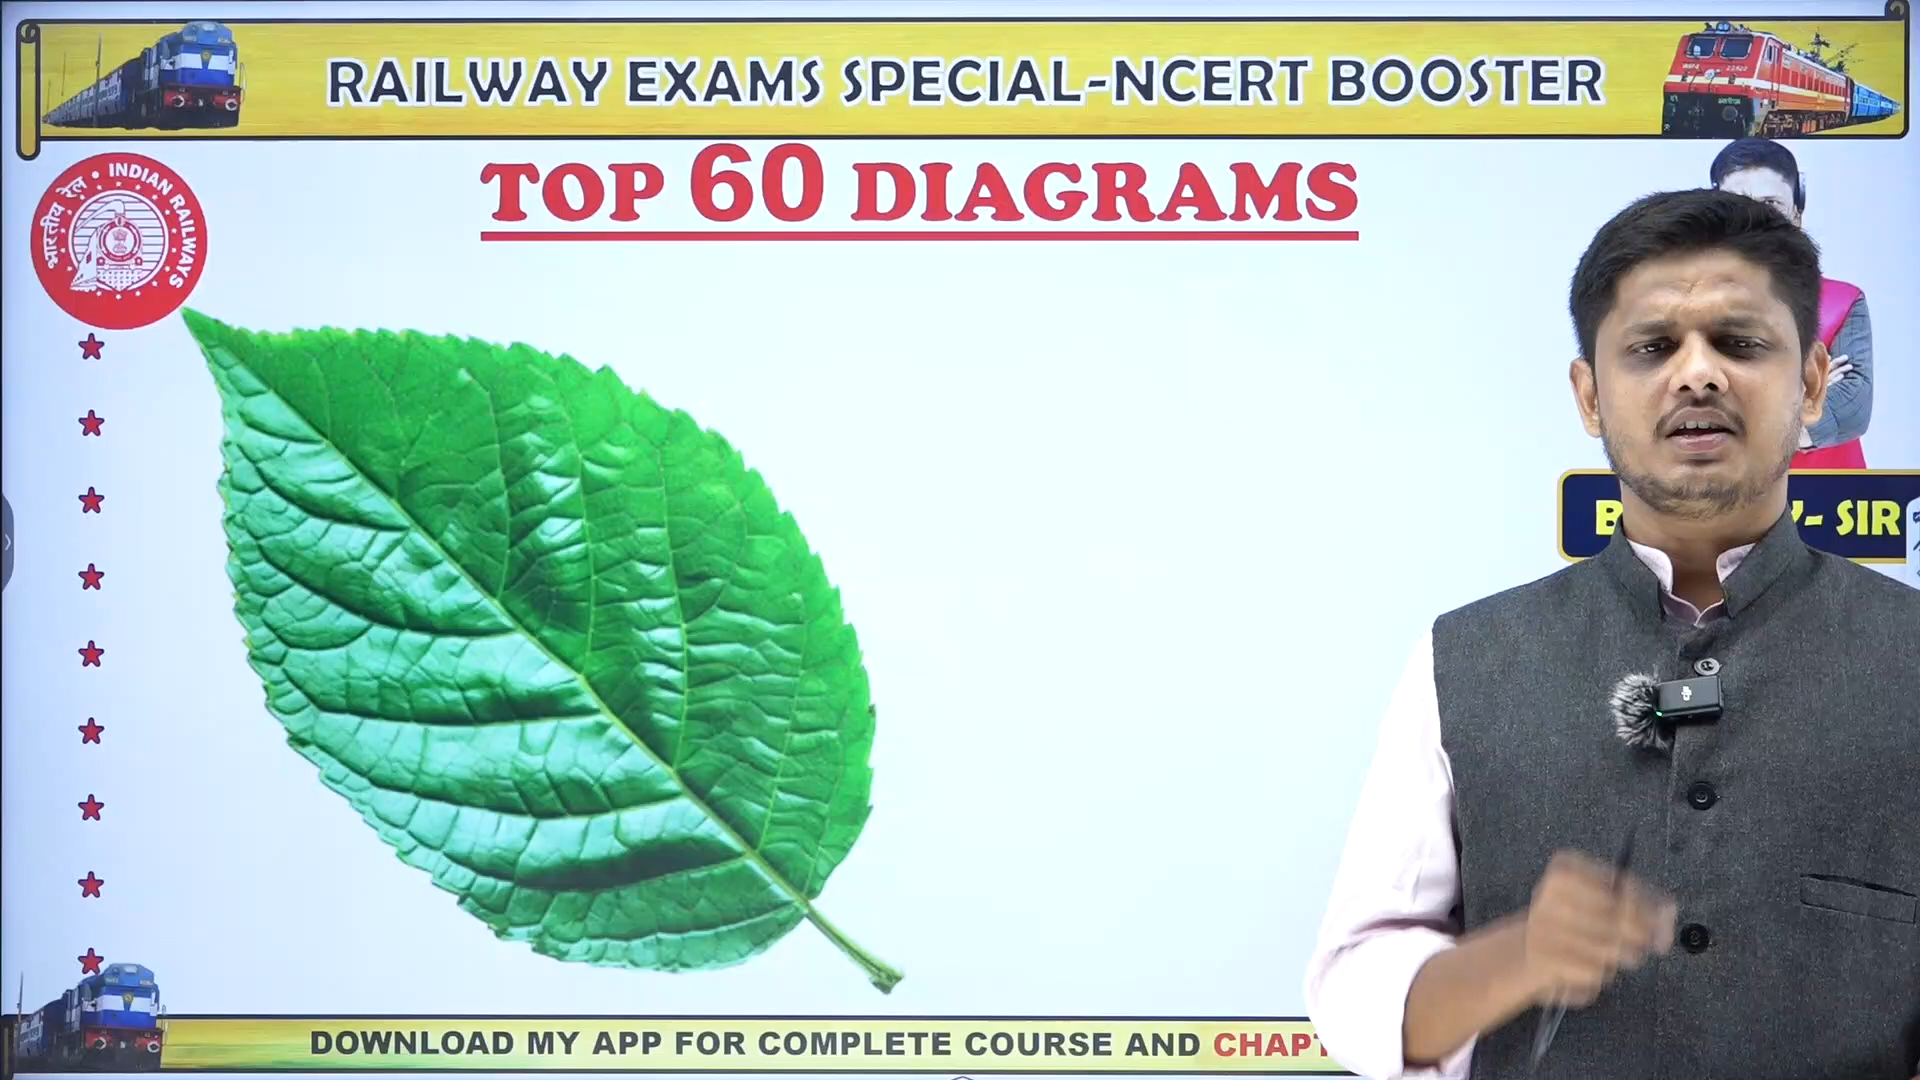 RAILWAY EXAMS SPECIAL-NCERT BOOSTER
TOP 60 DIAGRAMS
भारतीय रेल • INDIAN RAILWAYS
SIR
DOWNLOAD MY APP FOR COMPLETE COURSE AND